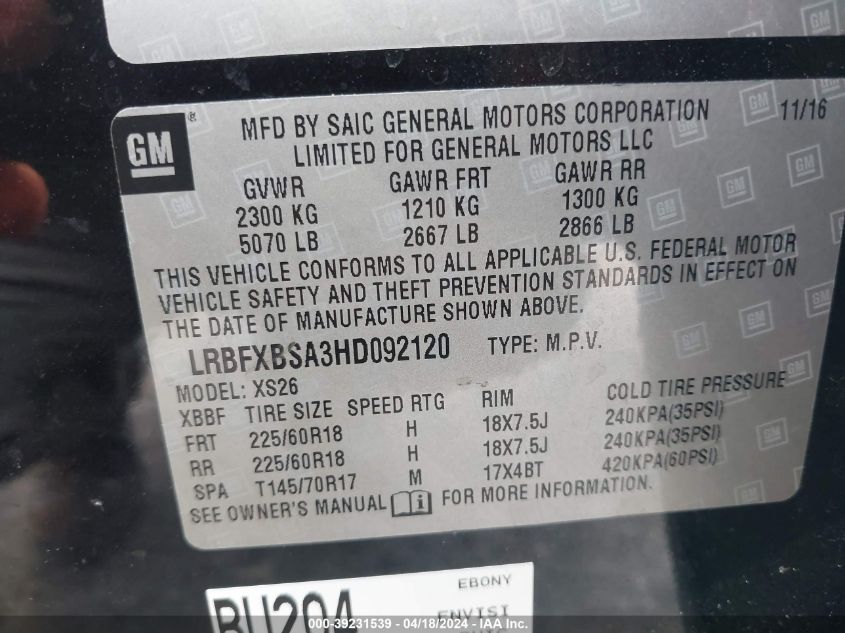 GM ®
MFD BY SAIC GENERAL MOTORS CORPORATION 11/16
LIMITED FOR GENERAL MOTORS LLC
GVWR GAWR FRT GAWR RR
2300 KG 1210 KG 1300 KG
5070 LB 2667 LB 2866 LB
THIS VEHICLE CONFORMS TO ALL APPLICABLE U.S. FEDERAL MOTOR
VEHICLE SAFETY AND THEFT PREVENTION STANDARDS IN EFFECT ON
THE DATE OF MANUFACTURE SHOWN ABOVE.
LRBFXBSA3HD092120 TYPE: M.P.V.
MODEL: XS26
XBBF TIRE SIZE SPEED RTG RIM COLD TIRE PRESSURE
FRT 225/60R18 H 18X7.5J 240KPA(35PSI)
RR 225/60R18 H 18X7.5J 240KPA(35PSI)
SPA T145/70R17 M 17X4BT 420KPA(60PSI)
SEE OWNER'S MANUAL FOR MORE INFORMATION.
BU204 EBONY
ENVISI
000-39231539 - 04/18/2024 - IAAI.com